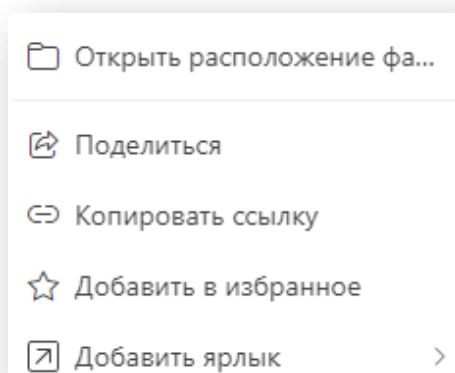 Открыть расположение фа...
Поделиться
Копировать ссылку
Добавить в избранное
Добавить ярлык